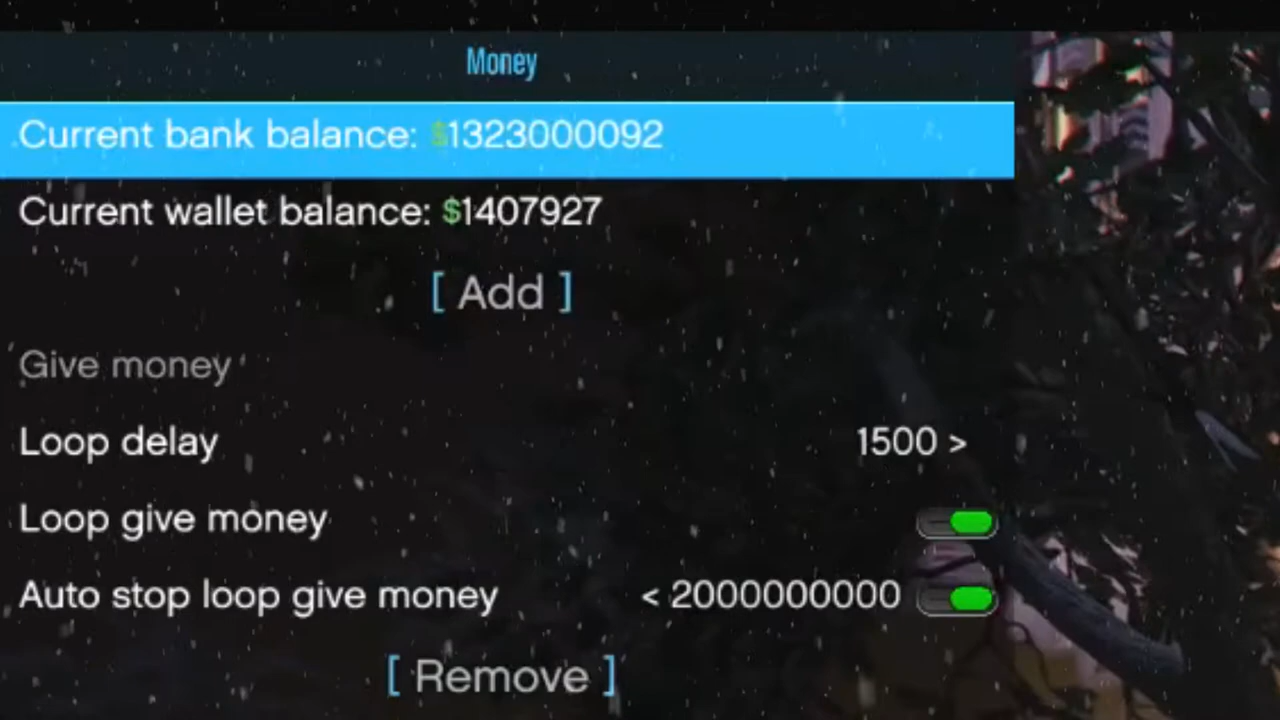 Money
Current bank balance: $1323000092
Current wallet balance: $1407927
[ Add ]
Give money
Loop delay 1500 >
Loop give money
Auto stop loop give money < 2000000000
[ Remove ]